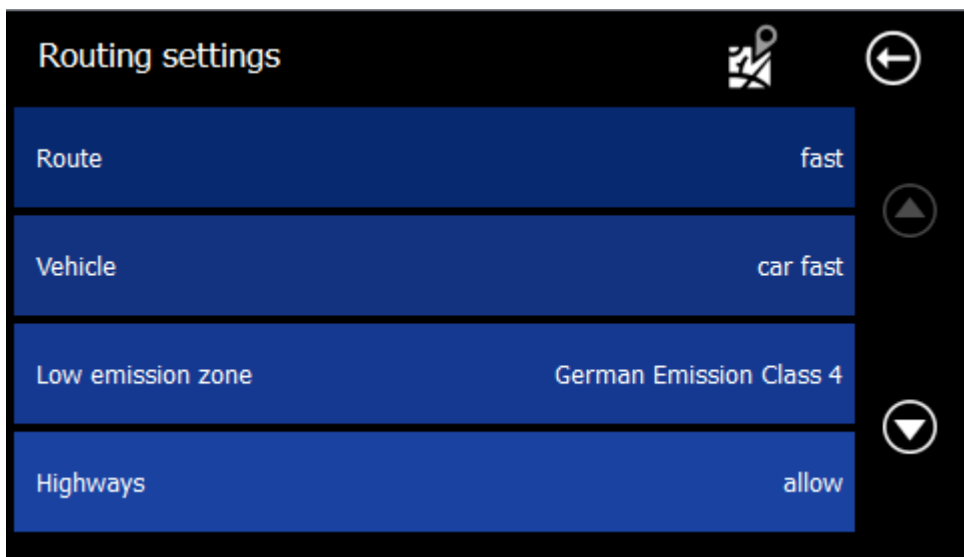 Routing settings
Route fast
Vehicle car fast
Low emission zone German Emission Class 4
Highways allow